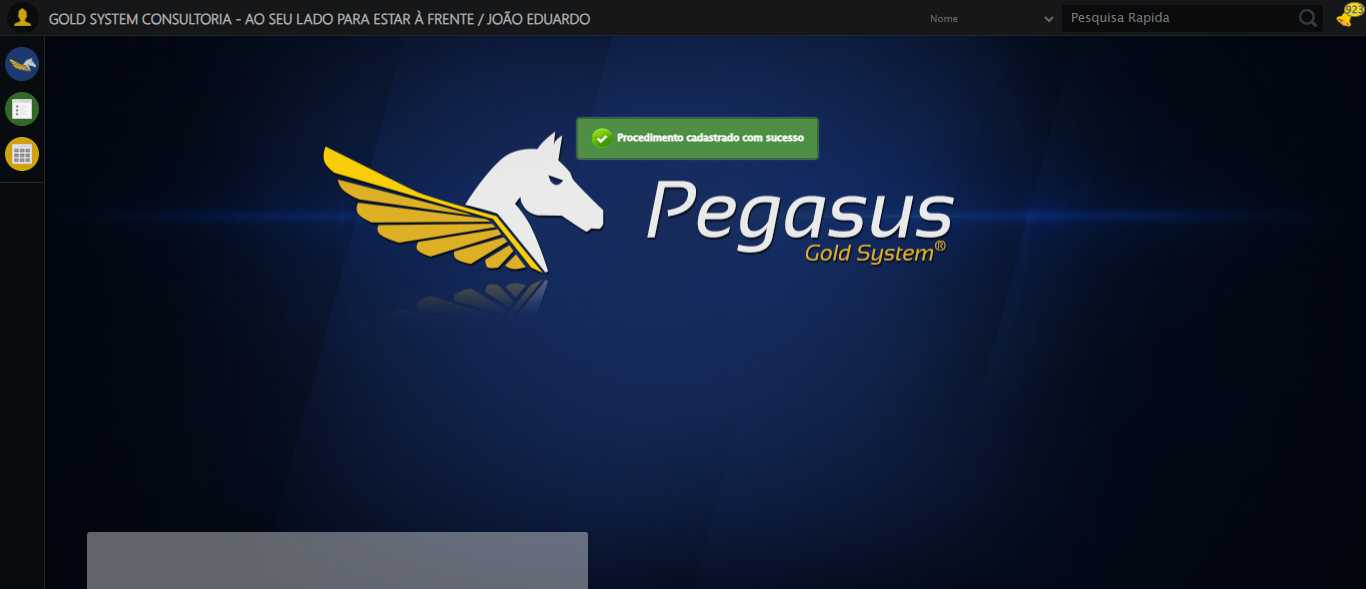 GOLD SYSTEM CONSULTORIA - AO SEU LADO PARA ESTAR À FRENTE / JOÃO EDUARDO
Nome
Pesquisa Rapida
923
Procedimento cadastrado com sucesso
Pegasus
Gold System®